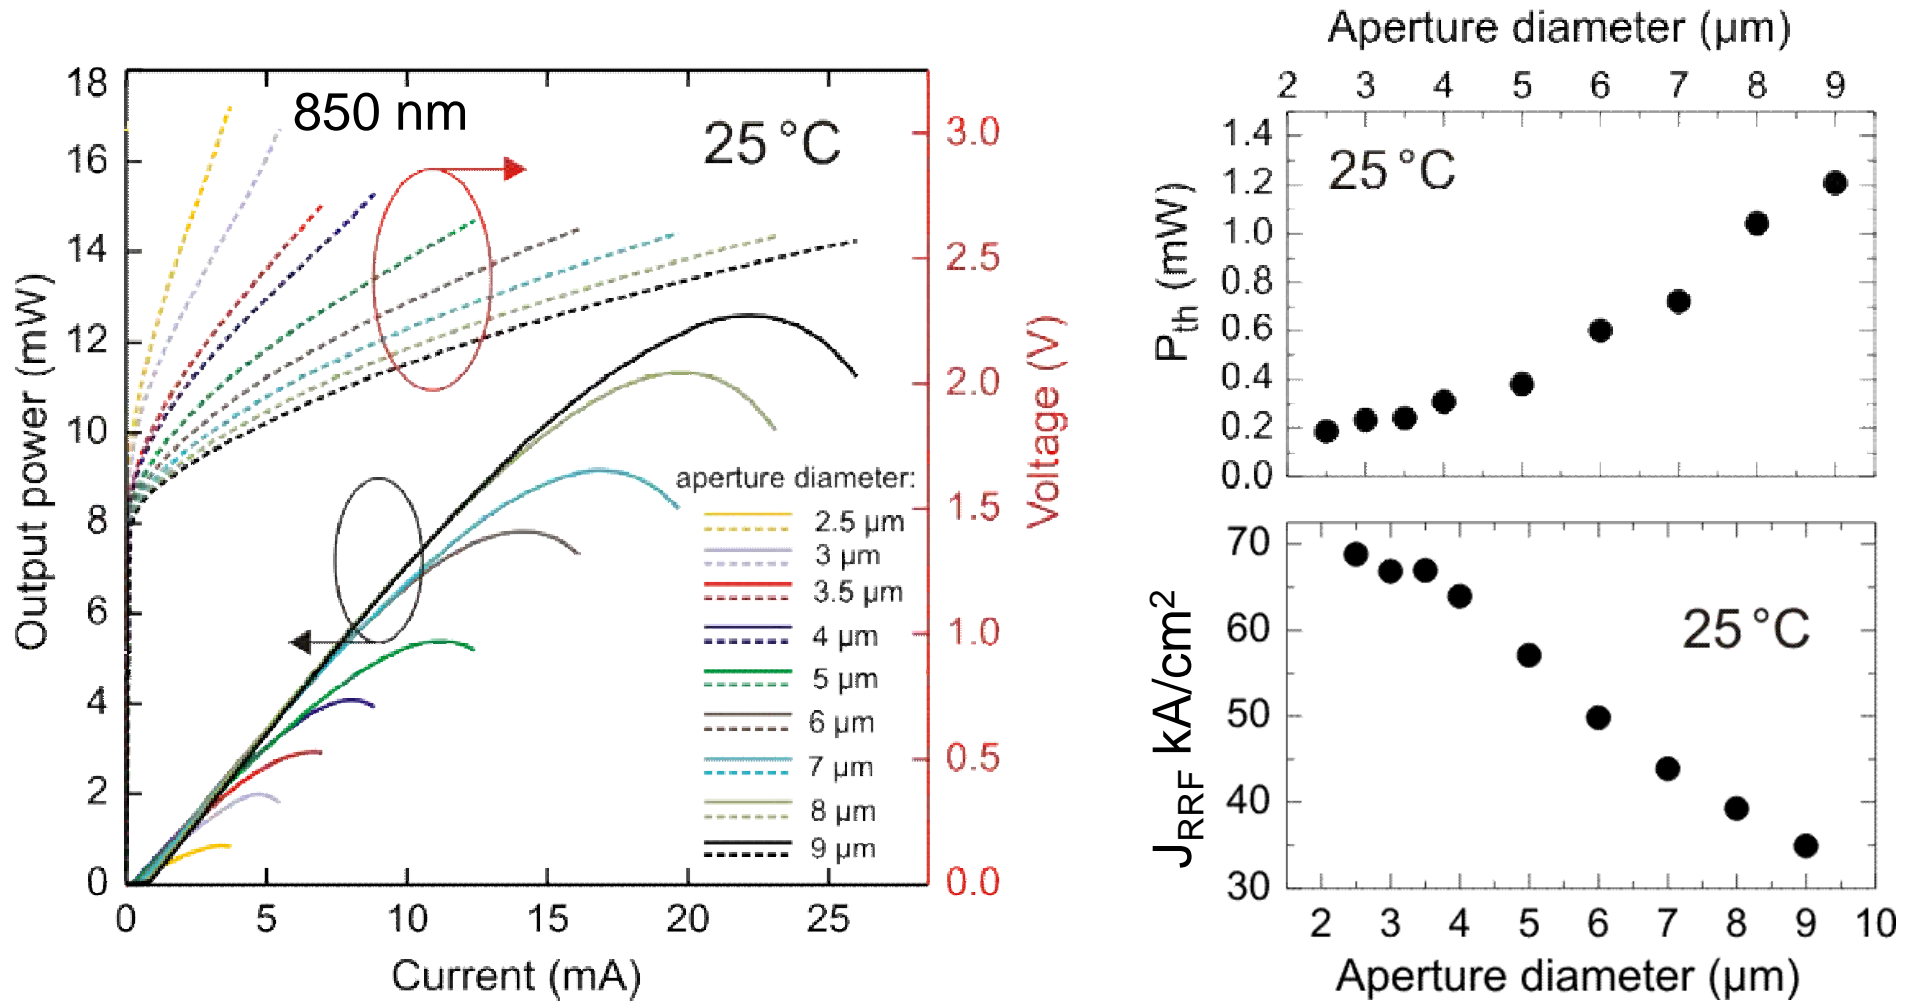 850 nm
25 °C
18
16
14
12
10
8
6
4
2
0
Output power (mW)
3.0
2.5
2.0
1.5
1.0
0.5
0.0
Voltage (V)
aperture diameter:
2.5 µm
3 µm
3.5 µm
4 µm
5 µm
6 µm
7 µm
8 µm
9 µm
0 5 10 15 20 25
Current (mA)
Aperture diameter (µm)
2 3 4 5 6 7 8 9
1.4
1.2
1.0
0.8
0.6
0.4
0.2
0.0
P_th (mW)
25 °C
70
60
50
40
30
J_RRF kA/cm²
25 °C
2 3 4 5 6 7 8 9 10
Aperture diameter (µm)